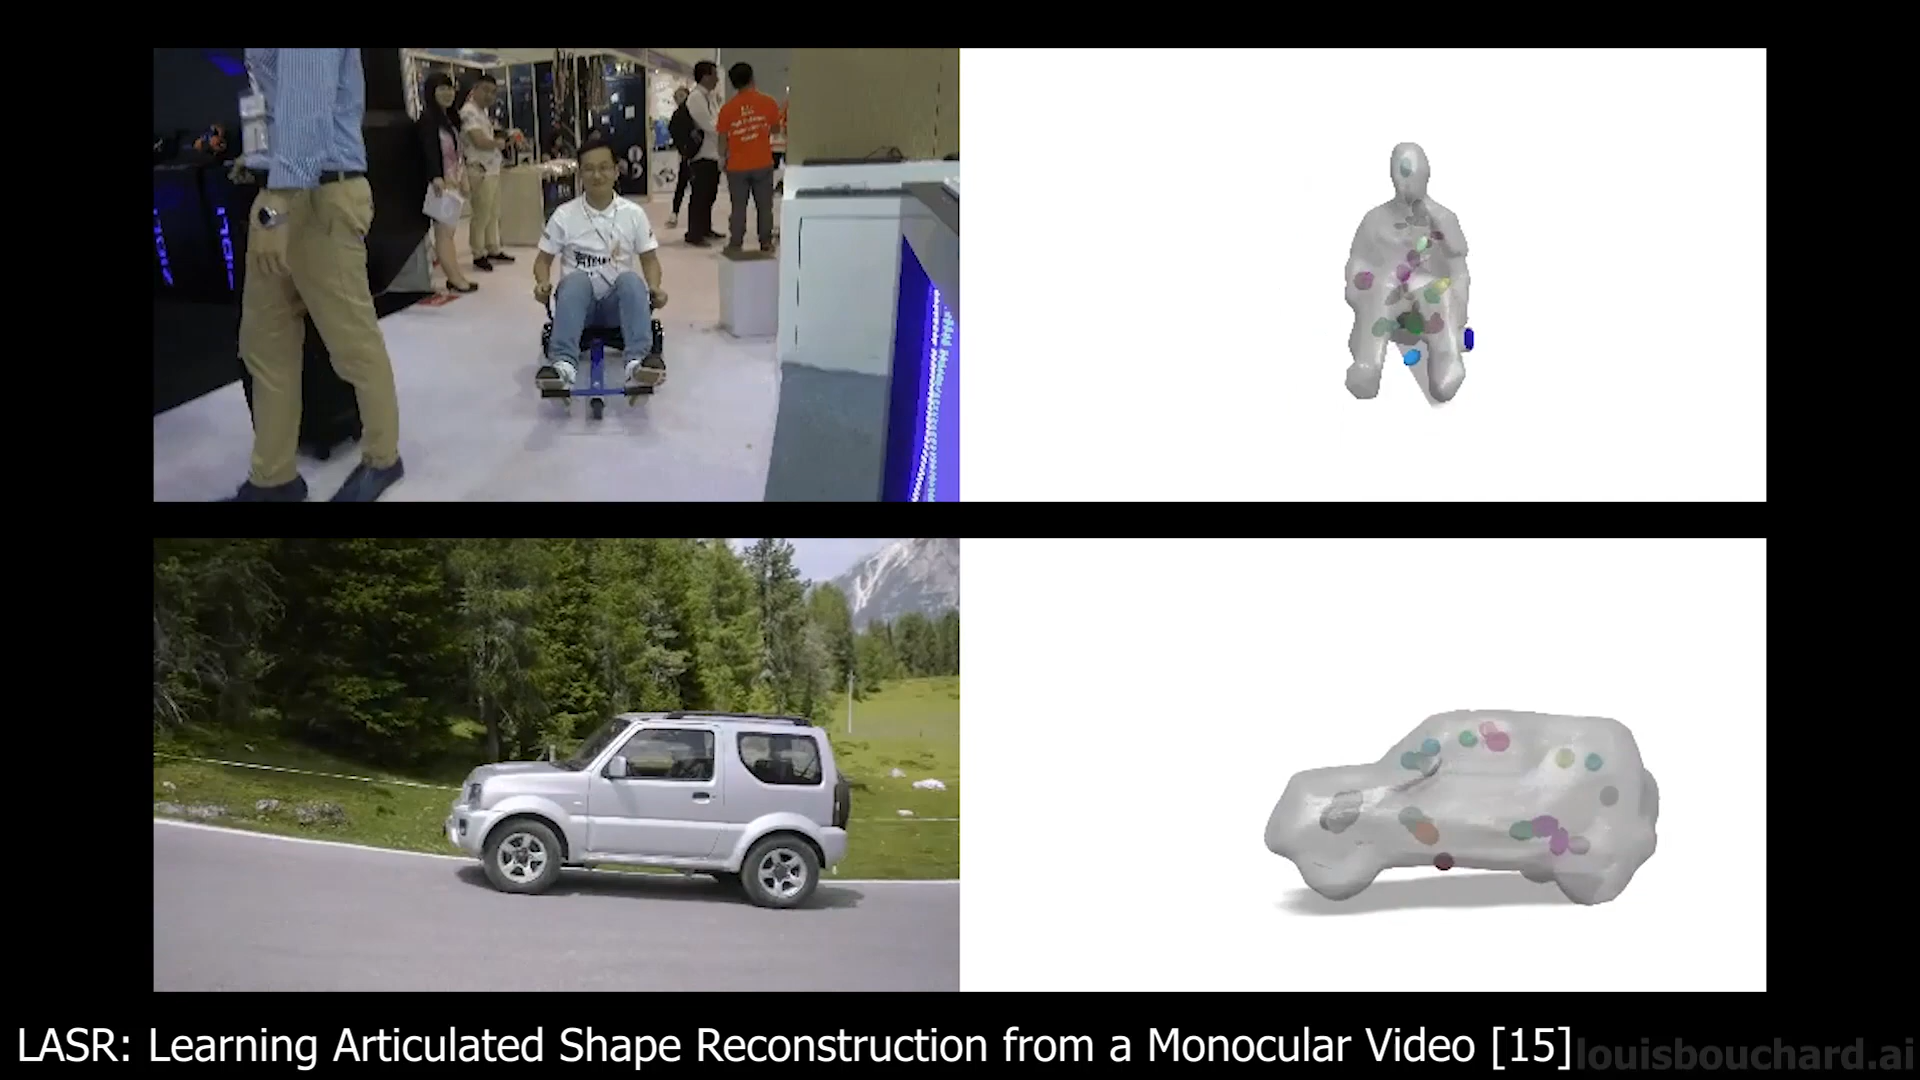 LASR: Learning Articulated Shape Reconstruction from a Monocular Video [15]
louisbouchard.ai